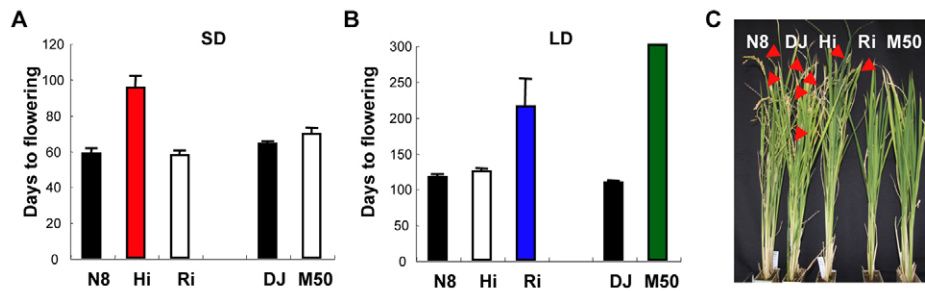 A
SD
Days to flowering
120
100
80
60
40
20
0
N8 Hi Ri DJ M50
B
LD
Days to flowering
300
250
200
150
100
50
0
N8 Hi Ri DJ M50
C
N8 DJ Hi Ri M50